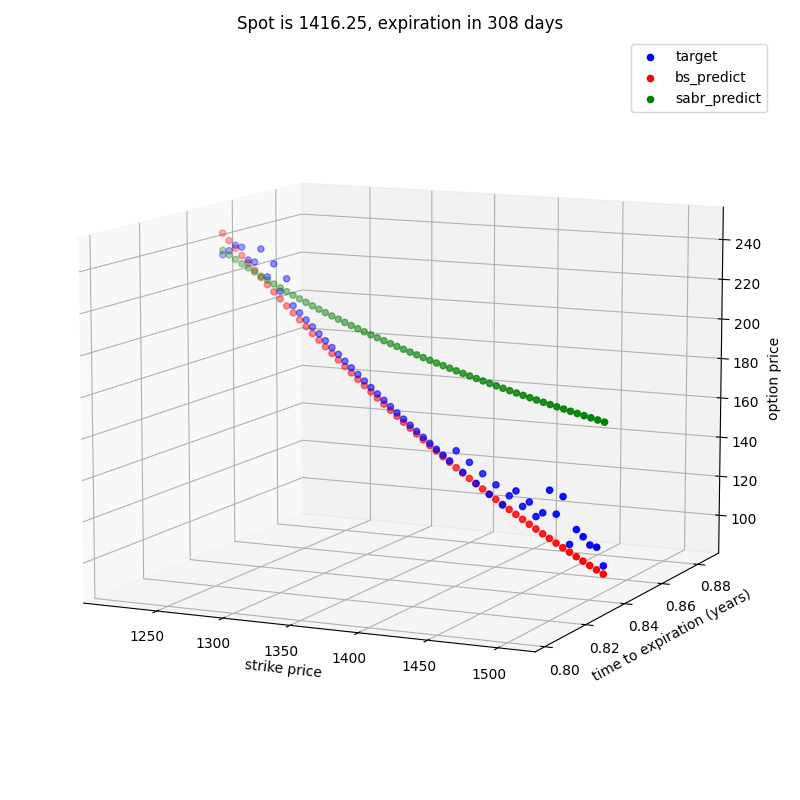 Spot is 1416.25, expiration in 308 days
target
bs_predict
sabr_predict
240
220
200
180
160
140
120
100
option price
0.88
0.86
0.84
0.82
0.80
time to expiration (years)
1250
1300
1350
1400
1450
1500
strike price